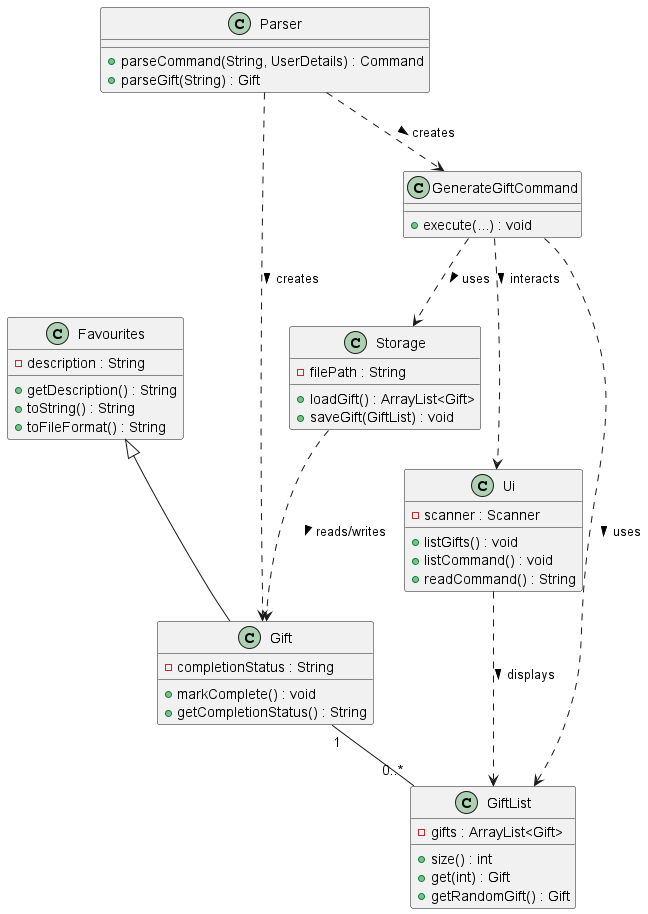 C Parser
parseCommand(String, UserDetails) : Command
parseGift(String) : Gift
creates
C GenerateGiftCommand
execute(...) : void
creates
uses
interacts
C Favourites
description : String
getDescription() : String
toString() : String
toFileFormat() : String
C Storage
filePath : String
loadGift() : ArrayList<Gift>
saveGift(GiftList) : void
C Ui
scanner : Scanner
listGifts() : void
listCommand() : void
readCommand() : String
reads/writes
uses
C Gift
completionStatus : String
markComplete() : void
getCompletionStatus() : String
displays
1
0..*
C GiftList
gifts : ArrayList<Gift>
size() : int
get(int) : Gift
getRandomGift() : Gift